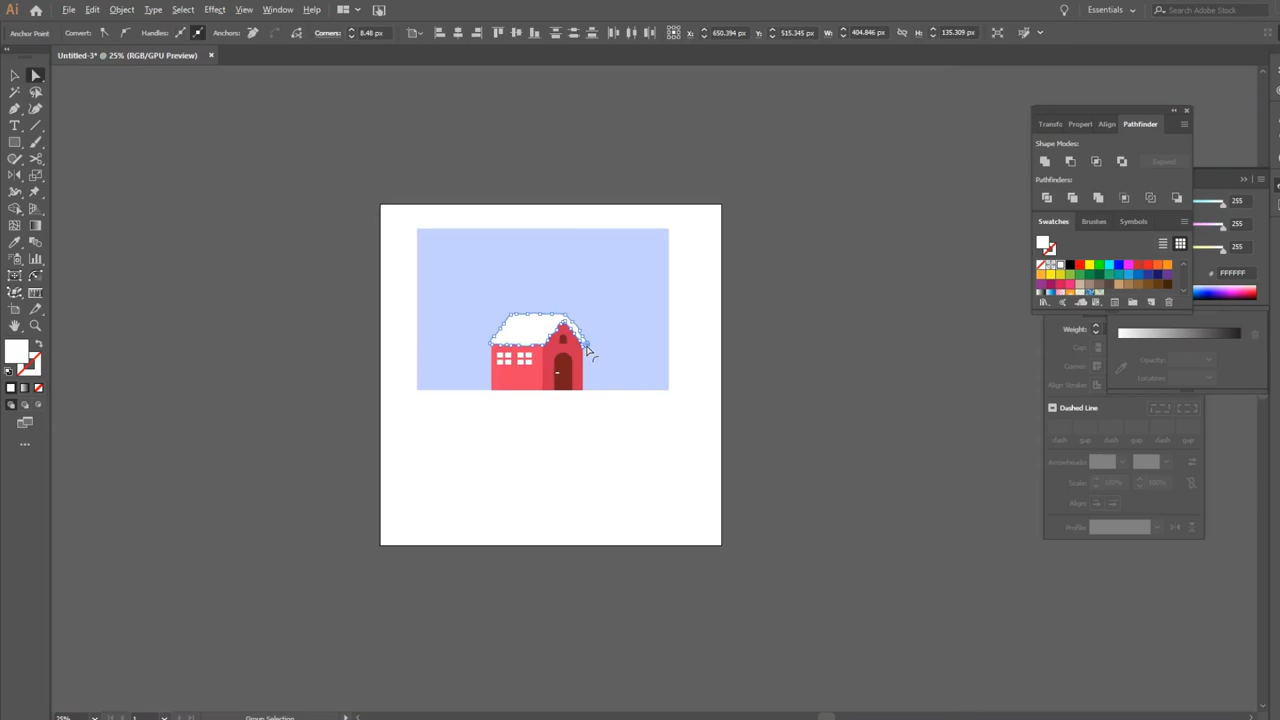 Ai File Edit Object Type Select Effect View Window Help Essentials Search Adobe Stock
Anchor Point Convert: Handles: Anchors: Corners: 8.48 px X: 650.394 px Y: 515.345 px W: 404.846 px H: 135.309 px
Untitled-3* @ 25% (RGB/GPU Preview) ×
Transfc Propert Align Pathfinder
Shape Modes:
Expand
Pathfinders:
255
Swatches Brushes Symbols
255
255
# FFFFFF
Weight:
Cap:
Corner:
Opacity:
Align Stroke:
Location:
Dashed Line
dash gap dash gap dash gap
Arrowheads:
Scale: 100% 100%
Align:
Profile:
25% 1 Group Selection